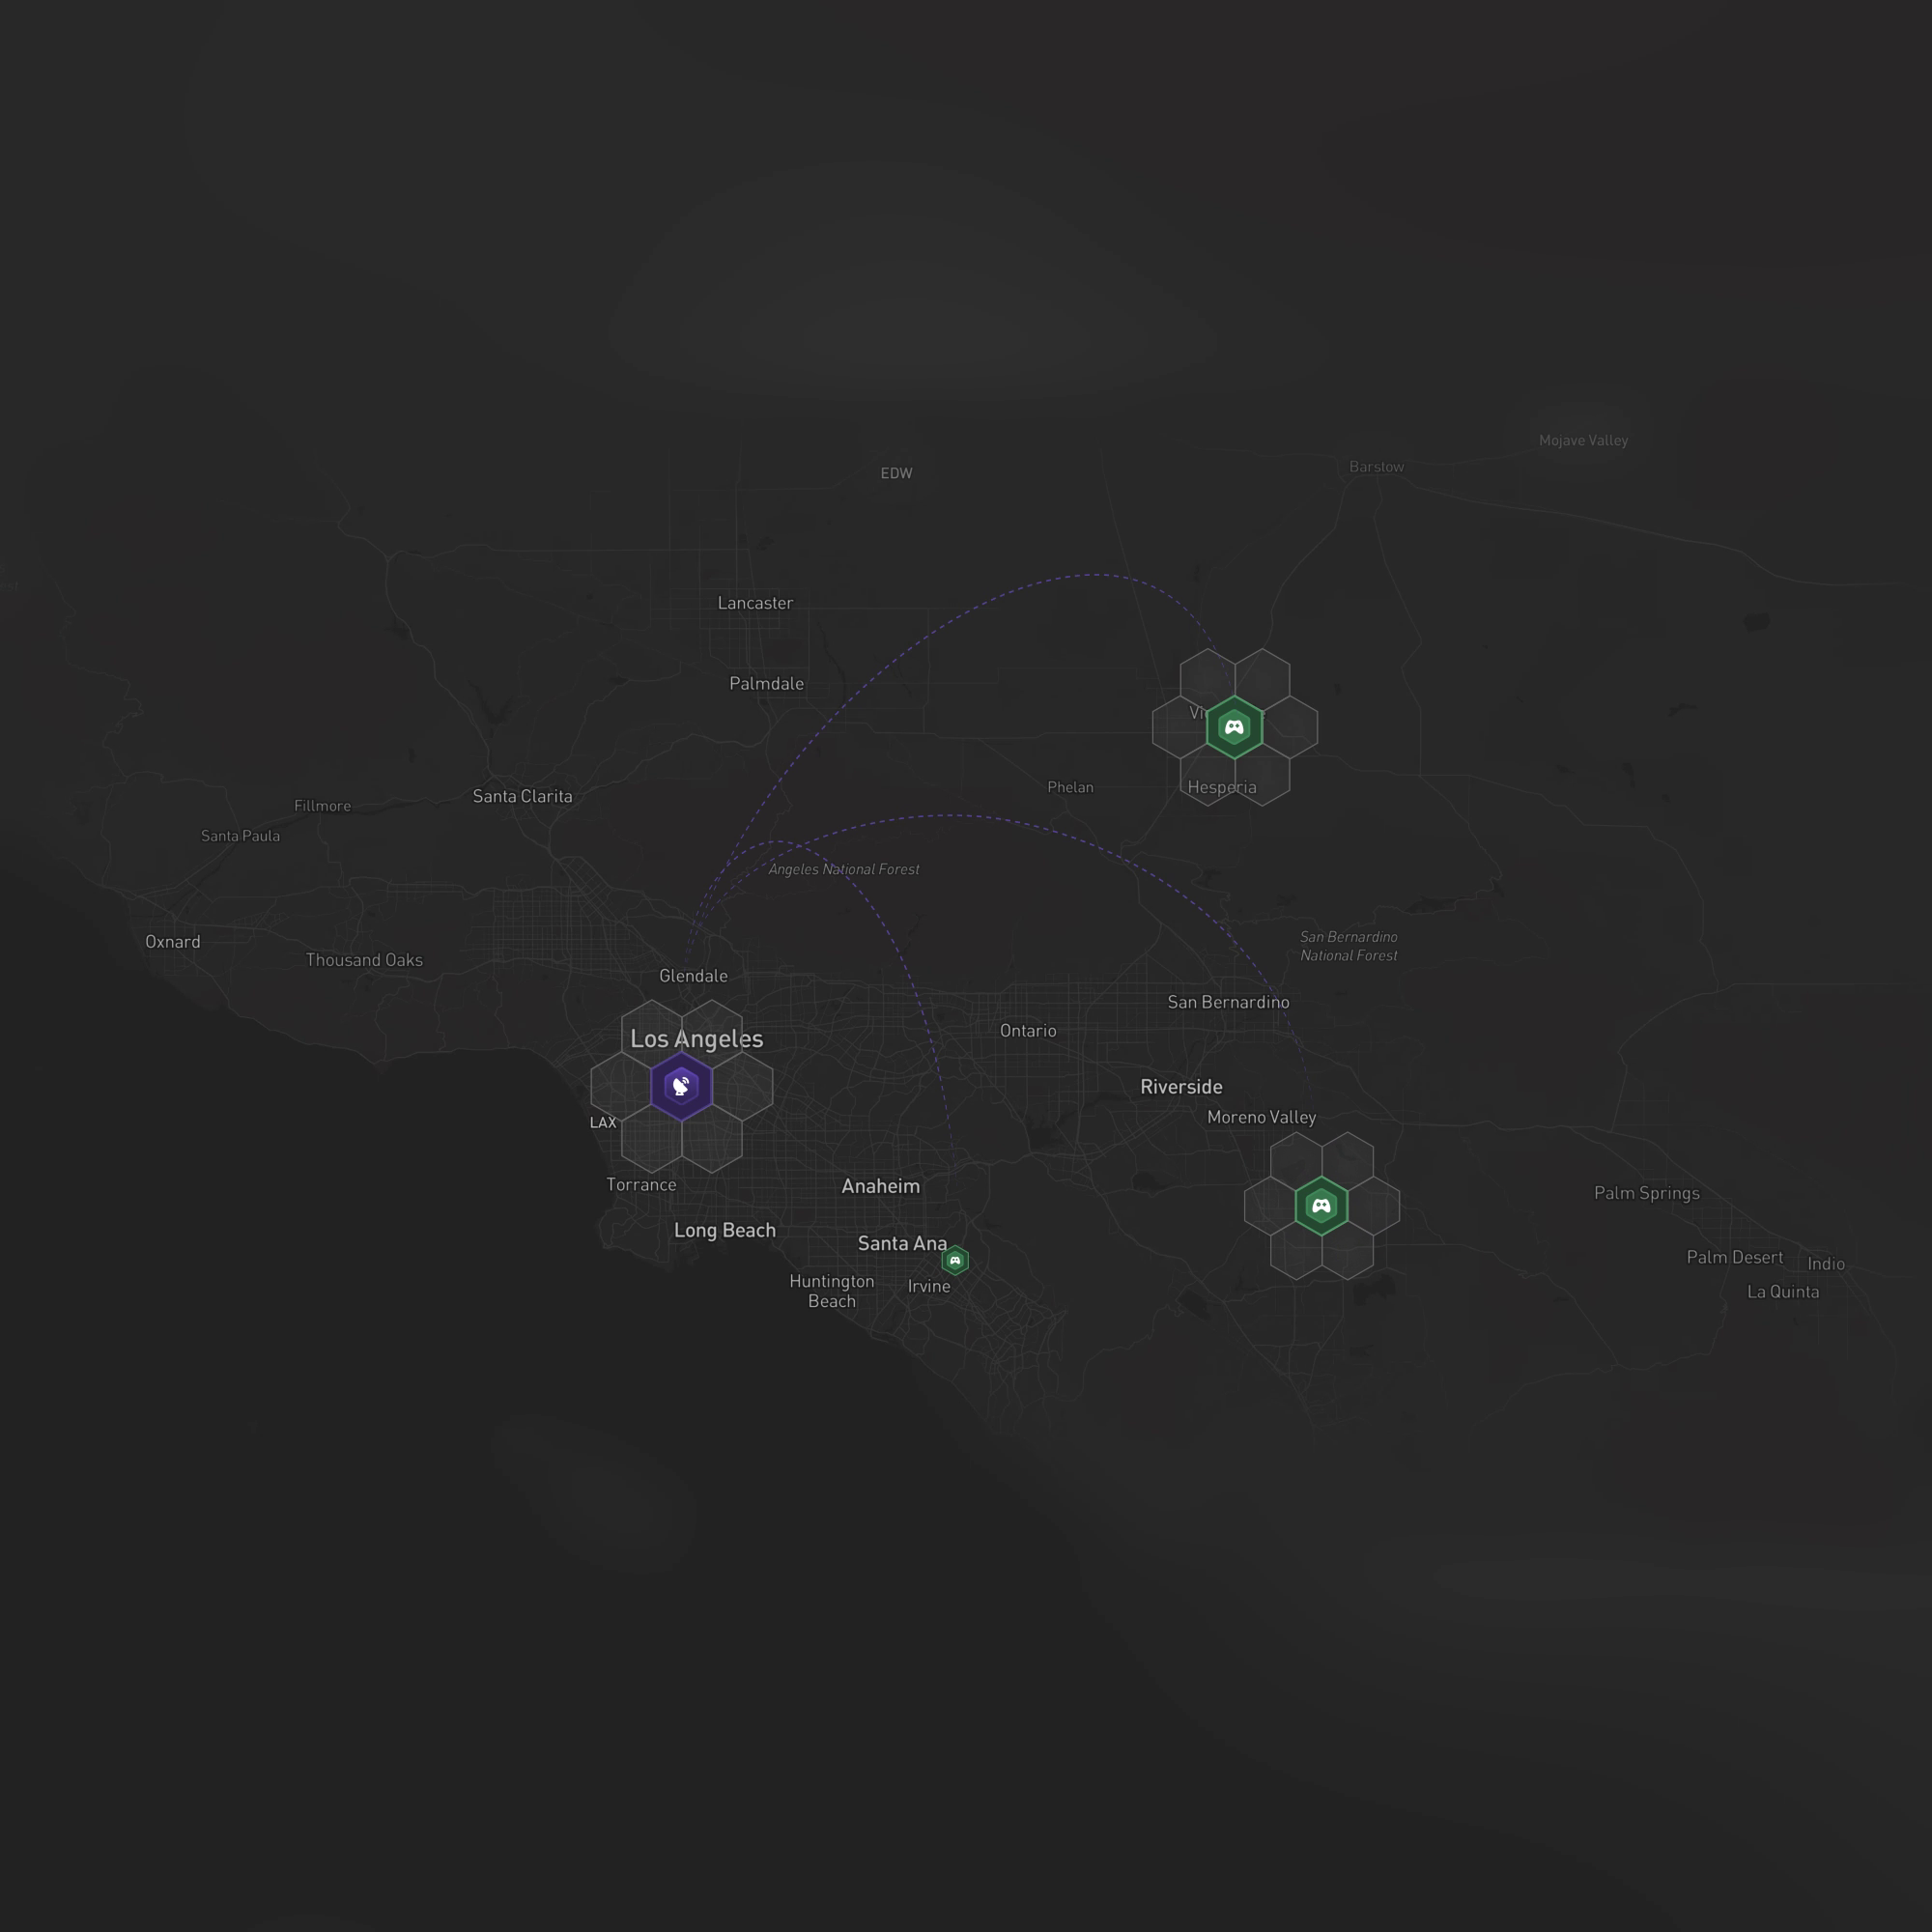 Mojave Valley
Barstow
EDW
Lancaster
Palmdale
Hesperia
Phelan
Santa Clarita
Fillmore
Santa Paula
Angeles National Forest
San Bernardino
National Forest
Oxnard
Thousand Oaks
Glendale
San Bernardino
Ontario
Los Angeles
Riverside
Moreno Valley
LAX
Torrance
Anaheim
Palm Springs
Long Beach
Santa Ana
Palm Desert
Indio
Huntington
Beach
Irvine
La Quinta